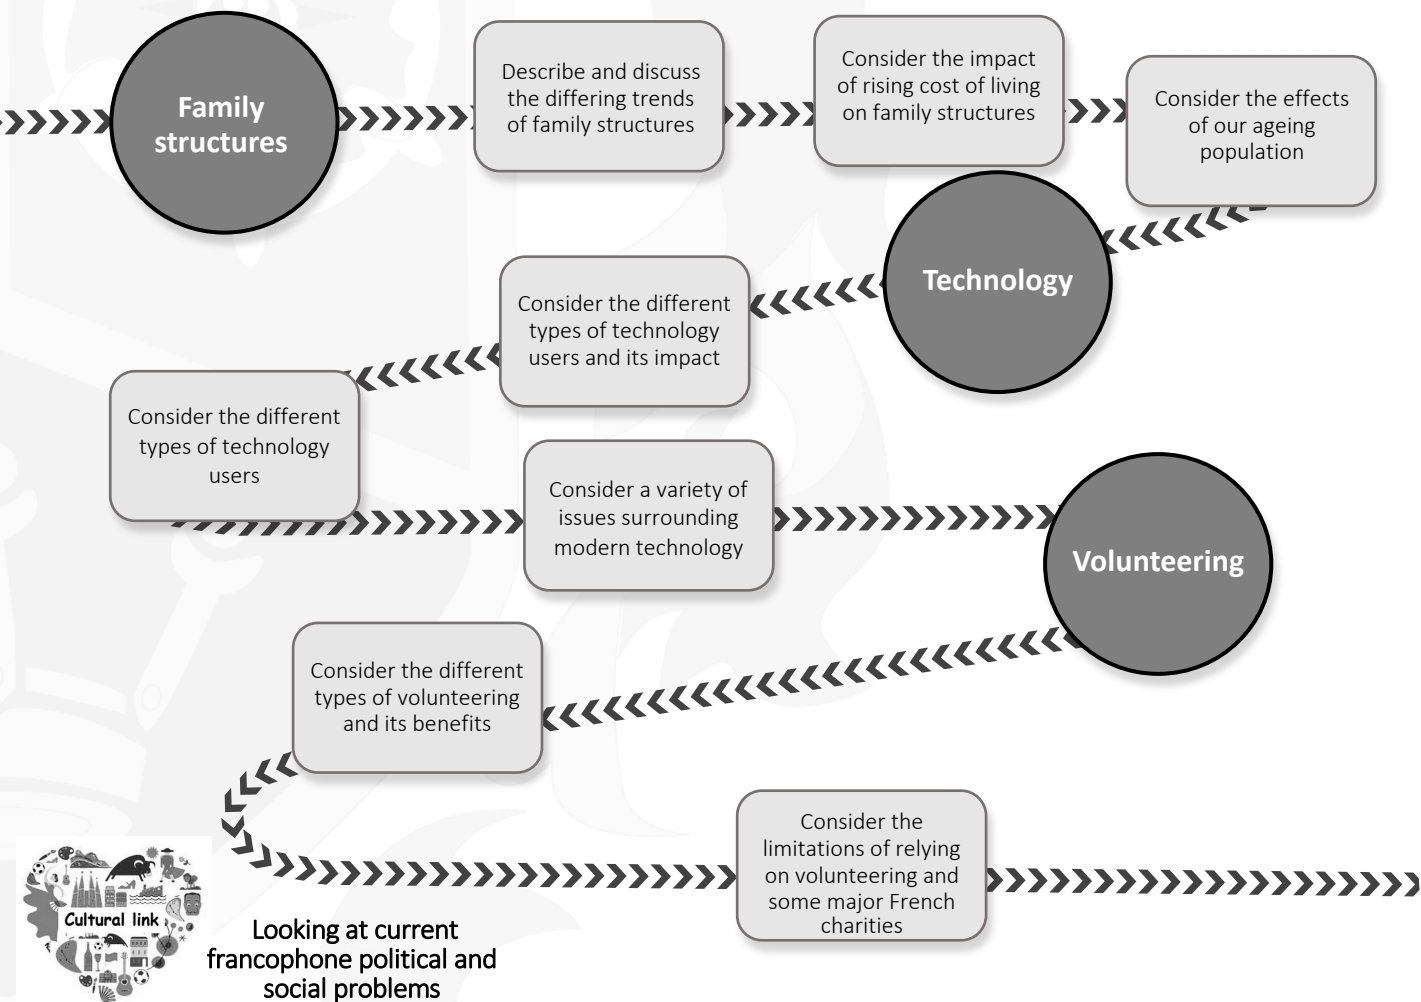 Family
structures
Describe and discuss
the differing trends
of family structures
Consider the impact
of rising cost of living
on family structures
Consider the effects
of our ageing
population
Technology
Consider the different
types of technology
users and its impact
Consider the different
types of technology
users
Consider a variety of
issues surrounding
modern technology
Volunteering
Consider the different
types of volunteering
and its benefits
Consider the
limitations of relying
on volunteering and
some major French
charities
Cultural link
Looking at current
francophone political and
social problems